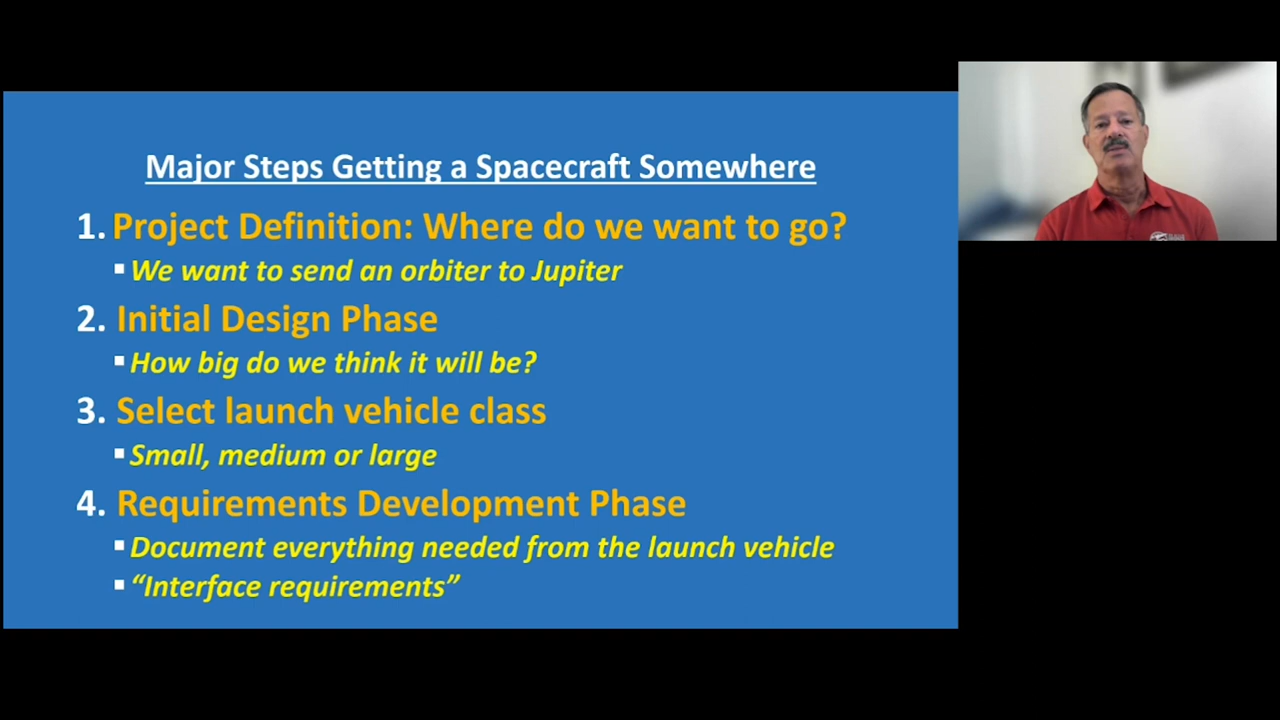 Major Steps Getting a Spacecraft Somewhere
1. Project Definition: Where do we want to go?
▪ We want to send an orbiter to Jupiter
2. Initial Design Phase
▪ How big do we think it will be?
3. Select launch vehicle class
▪ Small, medium or large
4. Requirements Development Phase
▪ Document everything needed from the launch vehicle
▪ “Interface requirements”